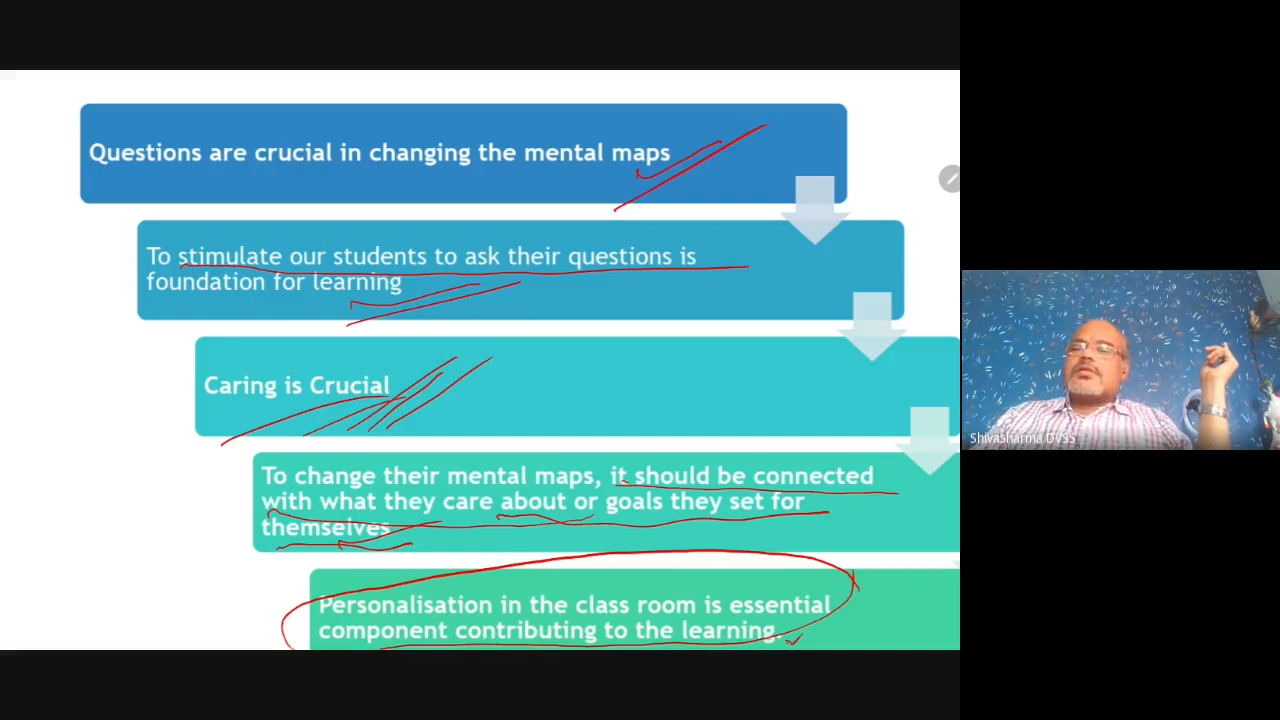 Questions are crucial in changing the mental maps
To stimulate our students to ask their questions is
foundation for learning
Caring is Crucial
To change their mental maps, it should be connected
with what they care about or goals they set for
themselves
Personalisation in the class room is essential
component contributing to the learning.
Shivasharma DVSS